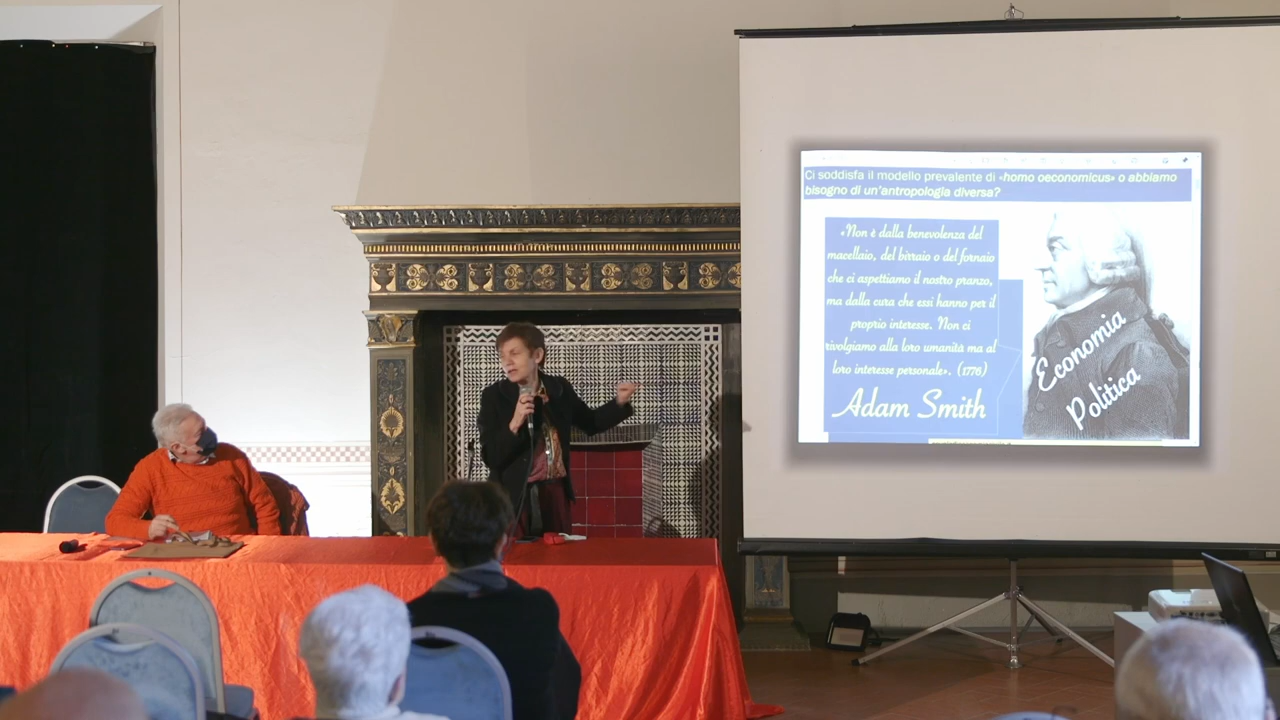 Ci soddisfa il modello prevalente di «homo oeconomicus» o abbiamo
bisogno di un'antropologia diversa?
«Non è dalla benevolenza del
macellaio, del birraio o del fornaio
che ci aspettiamo il nostro pranzo,
ma dalla cura che essi hanno per il
proprio interesse. Non ci
rivolgiamo alla loro umanità ma al
loro interesse personale». (1776)
Adam Smith
Economia
Politica